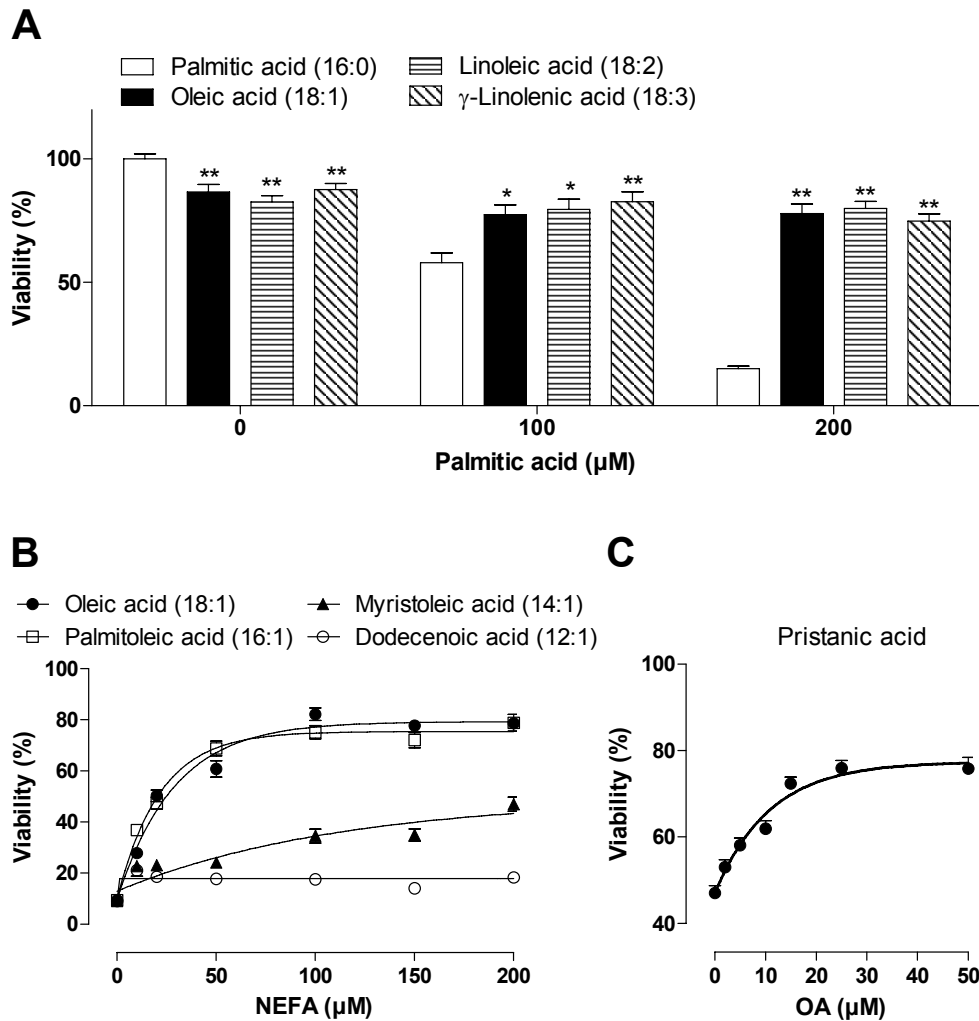 A
Palmitic acid (16:0)
Linoleic acid (18:2)
Oleic acid (18:1)
γ-Linolenic acid (18:3)
100
50
0
Viability (%)
** ** **
* * **
** ** **
0 100 200
Palmitic acid (µM)
B
Oleic acid (18:1)
Myristoleic acid (14:1)
Palmitoleic acid (16:1)
Dodecenoic acid (12:1)
100
80
60
40
20
0
Viability (%)
0 50 100 150 200
NEFA (µM)
C
Pristanic acid
100
80
60
40
Viability (%)
0 10 20 30 40 50
OA (µM)